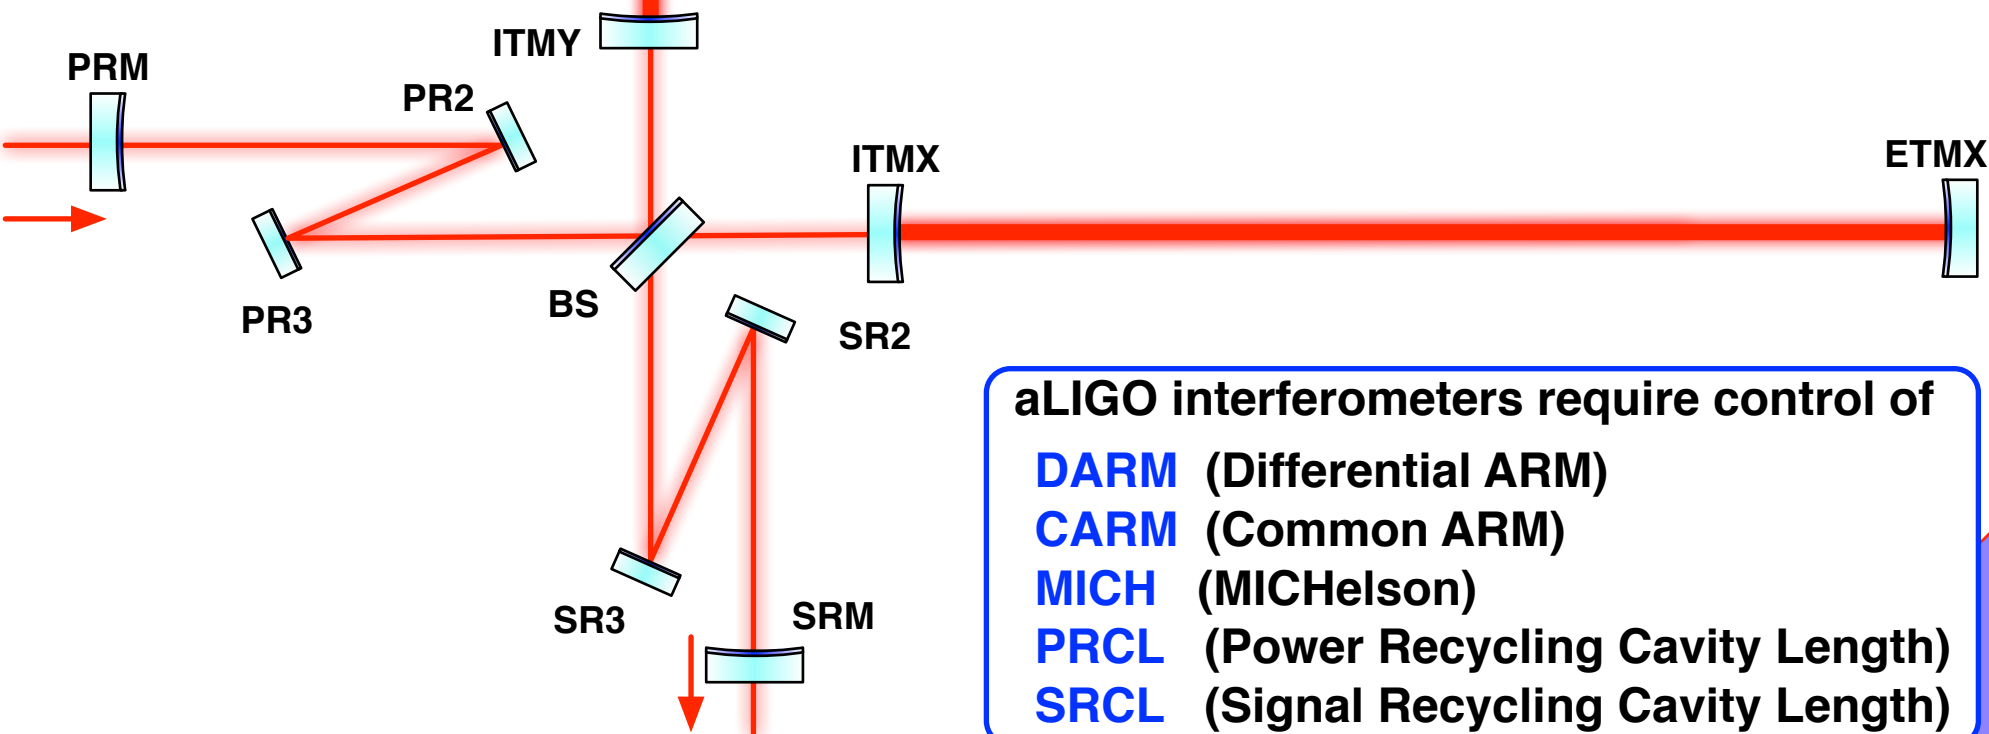 ITMY
PRM
PR2
ITMX
ETMX
PR3
BS
SR2
SR3
SRM
aLIGO interferometers require control of
DARM (Differential ARM)
CARM (Common ARM)
MICH (MICHelson)
PRCL (Power Recycling Cavity Length)
SRCL (Signal Recycling Cavity Length)